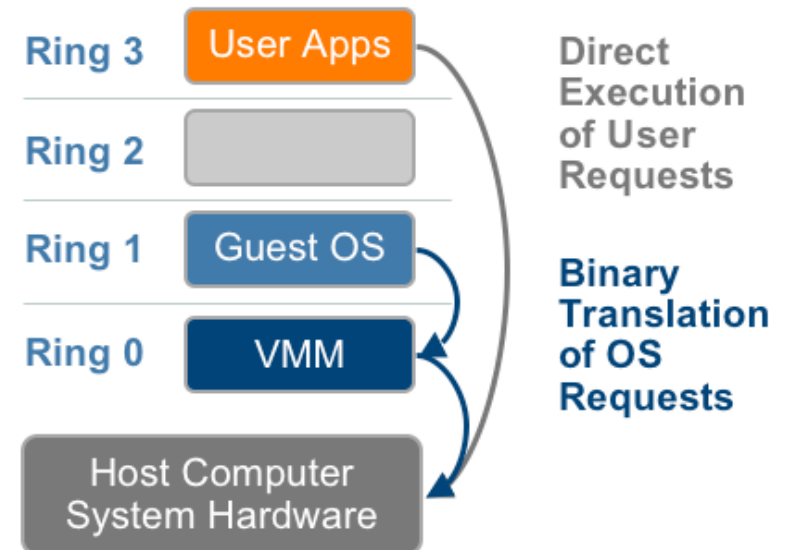 Ring 3
User Apps
Direct
Execution
of User
Requests
Ring 2
Ring 1
Guest OS
Binary
Translation
of OS
Requests
Ring 0
VMM
Host Computer
System Hardware